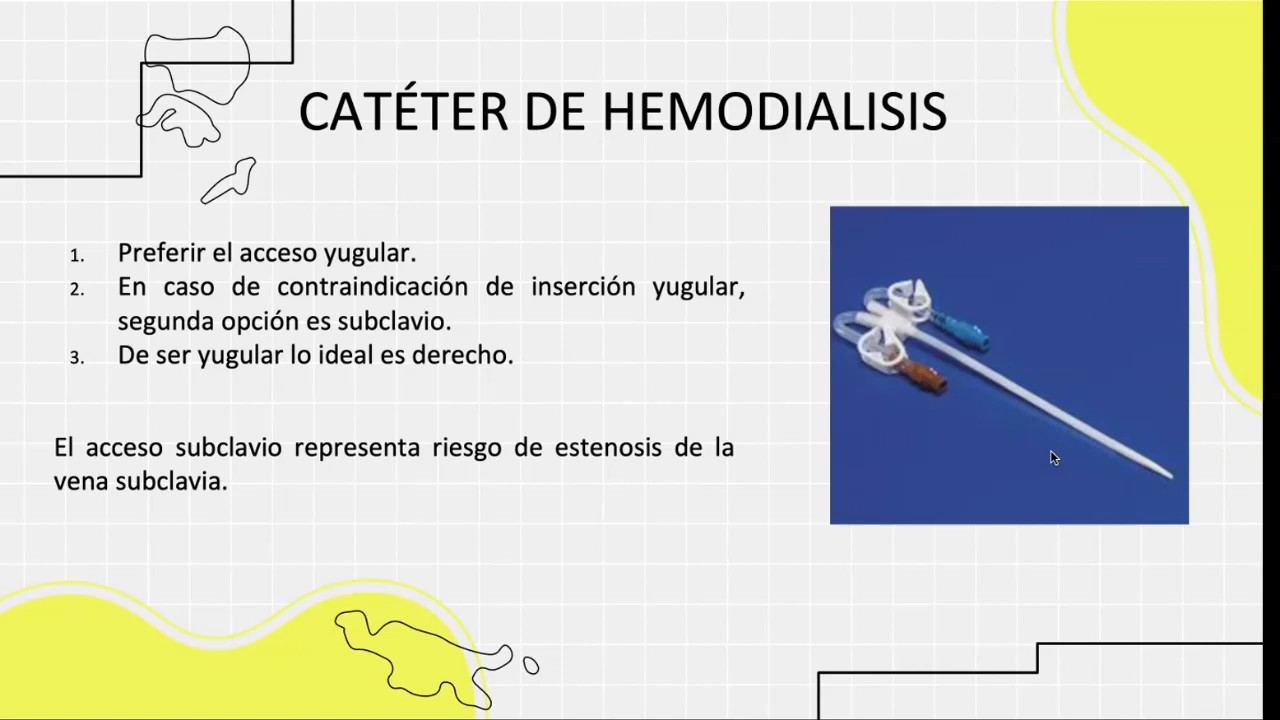 CATÉTER DE HEMODIALISIS
1. Preferir el acceso yugular.
2. En caso de contraindicación de inserción yugular,
segunda opción es subclavio.
3. De ser yugular lo ideal es derecho.
El acceso subclavio representa riesgo de estenosis de la
vena subclavia.